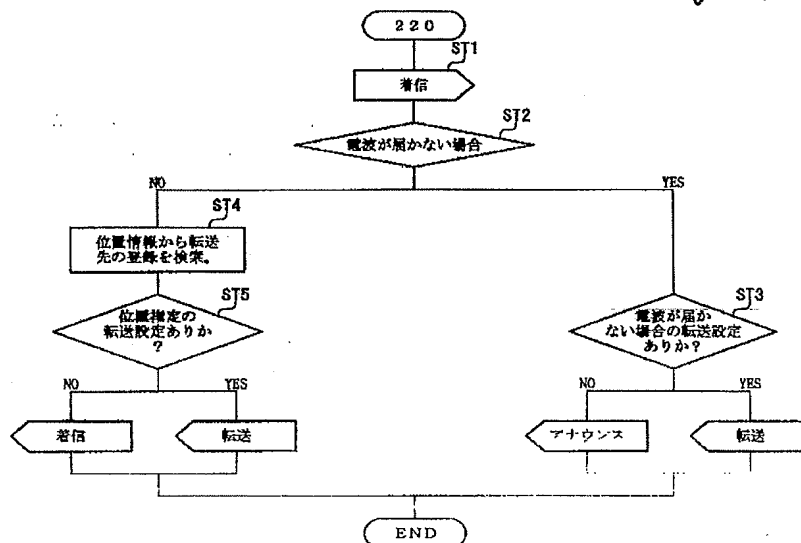 220
ST1
着信
ST2
電波が届かない場合
NO
YES
ST4
位置情報から転送
先の登録を検索。
ST5
位置指定の
転送設定ありか
?
ST3
電波が届か
ない場合の転送設定
ありか?
NO
YES
NO
YES
着信
転送
アナウンス
転送
END